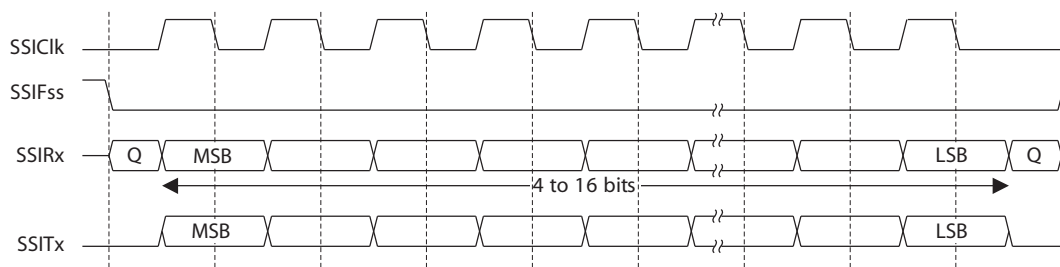 SSIClk
SSIFss
SSIRx Q MSB LSB Q
4 to 16 bits
SSITx MSB LSB